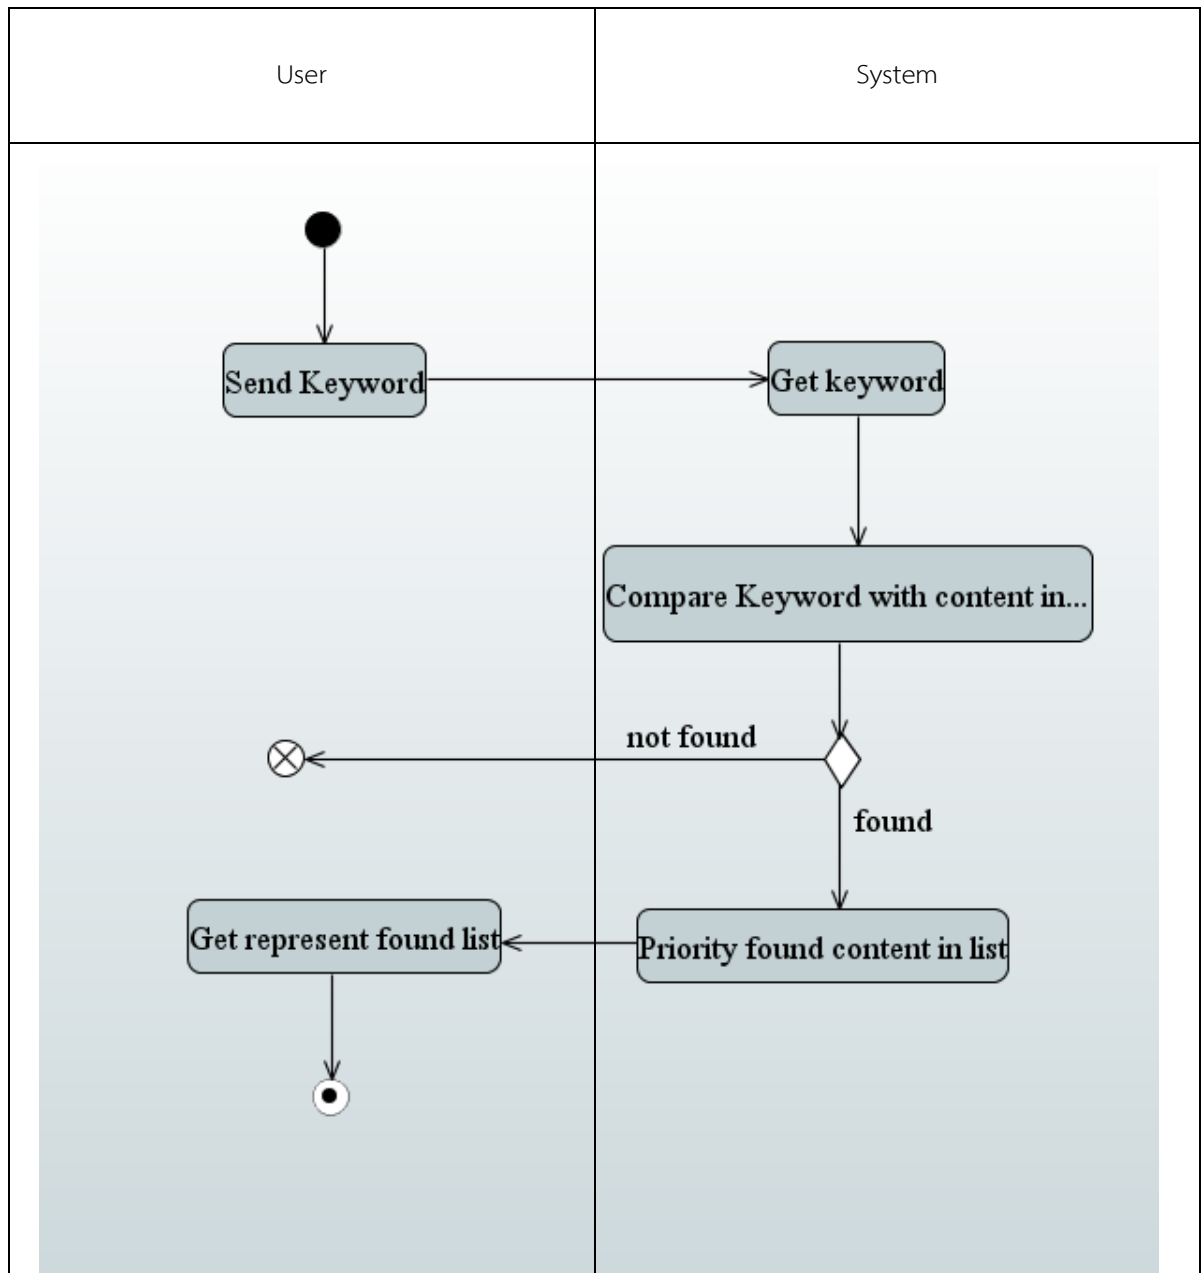 User
System
Send Keyword
Get keyword
Compare Keyword with content in...
not found
found
Get represent found list
Priority found content in list